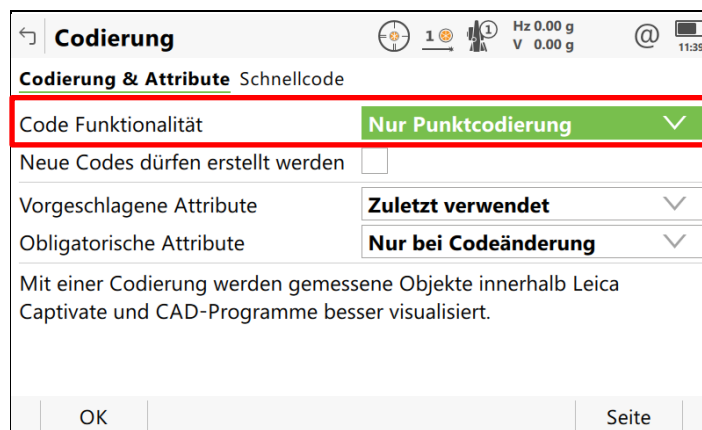 Codierung
1
1
Hz 0.00 g
V 0.00 g
@
11:39
Codierung & Attribute Schnellcode
Code Funktionalität Nur Punktcodierung
Neue Codes dürfen erstellt werden
Vorgeschlagene Attribute Zuletzt verwendet
Obligatorische Attribute Nur bei Codeänderung
Mit einer Codierung werden gemessene Objekte innerhalb Leica
Captivate und CAD-Programme besser visualisiert.
OK Seite